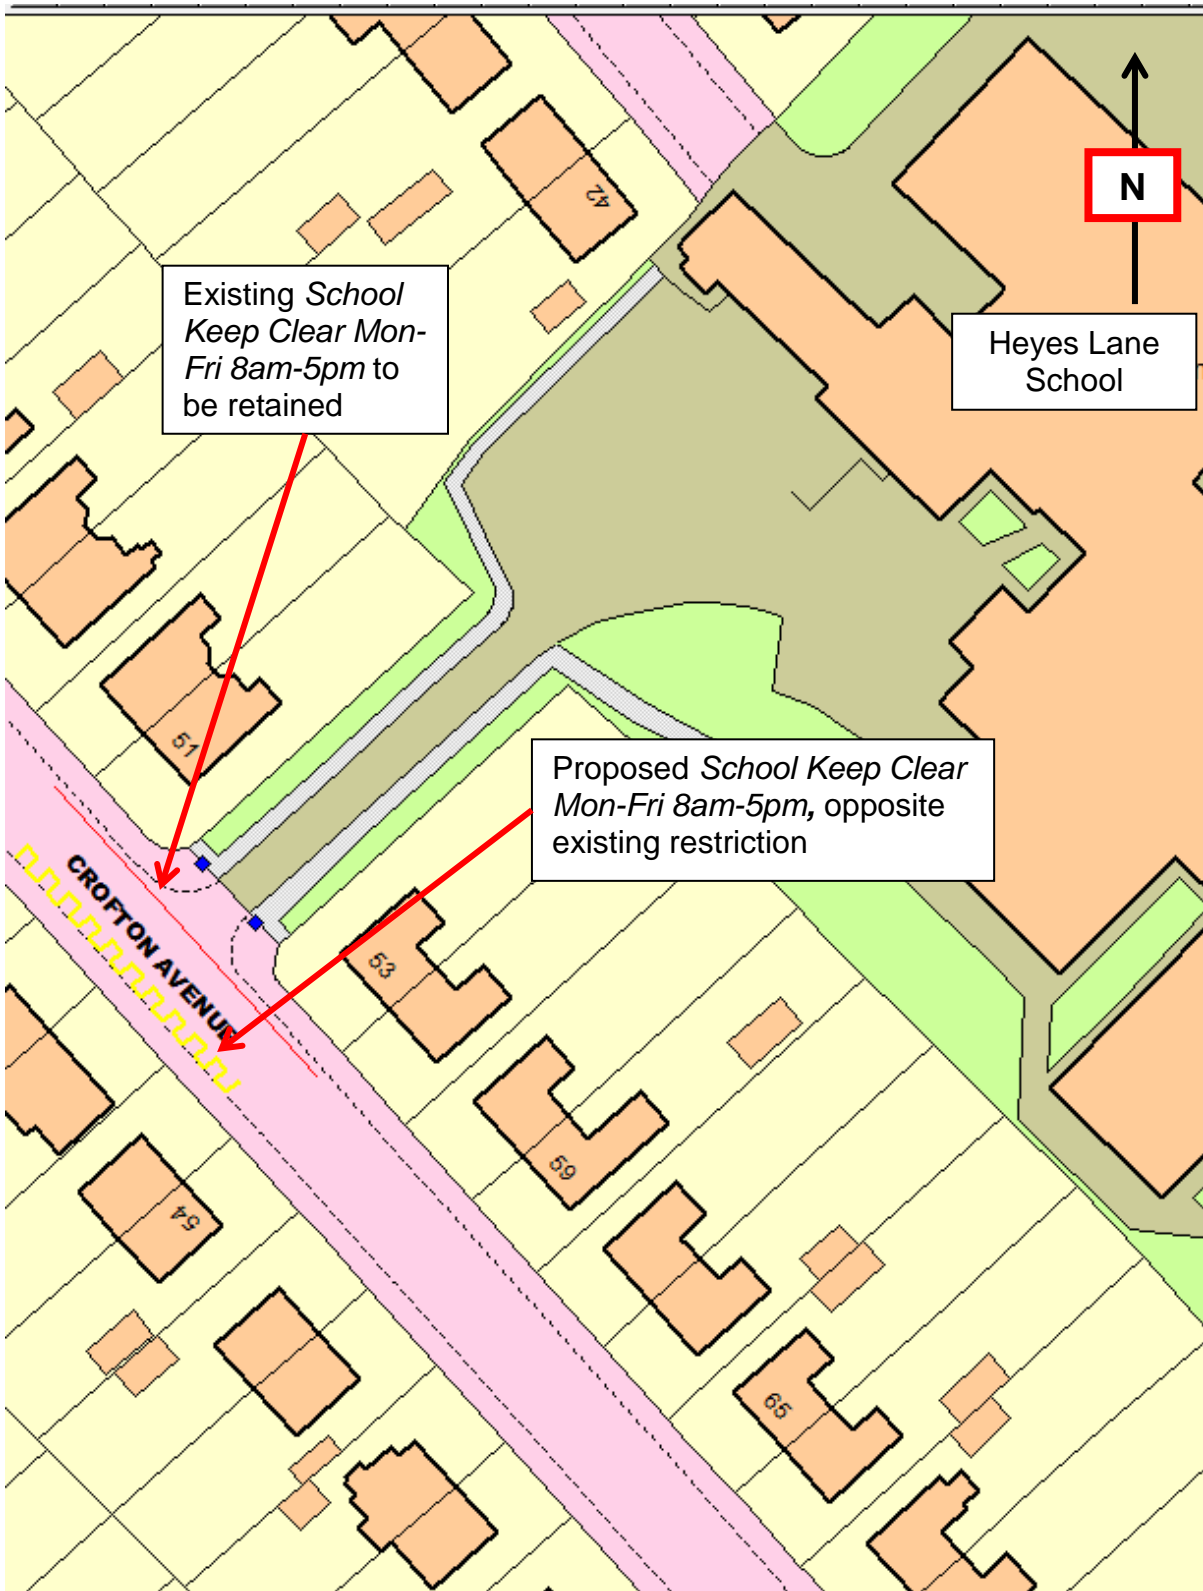 42
N
Existing School
Keep Clear Mon-
Fri 8am-5pm to
be retained
Heyes Lane
School
51
Proposed School Keep Clear
Mon-Fri 8am-5pm, opposite
existing restriction
CROFTON AVENUE
53
59
54
65